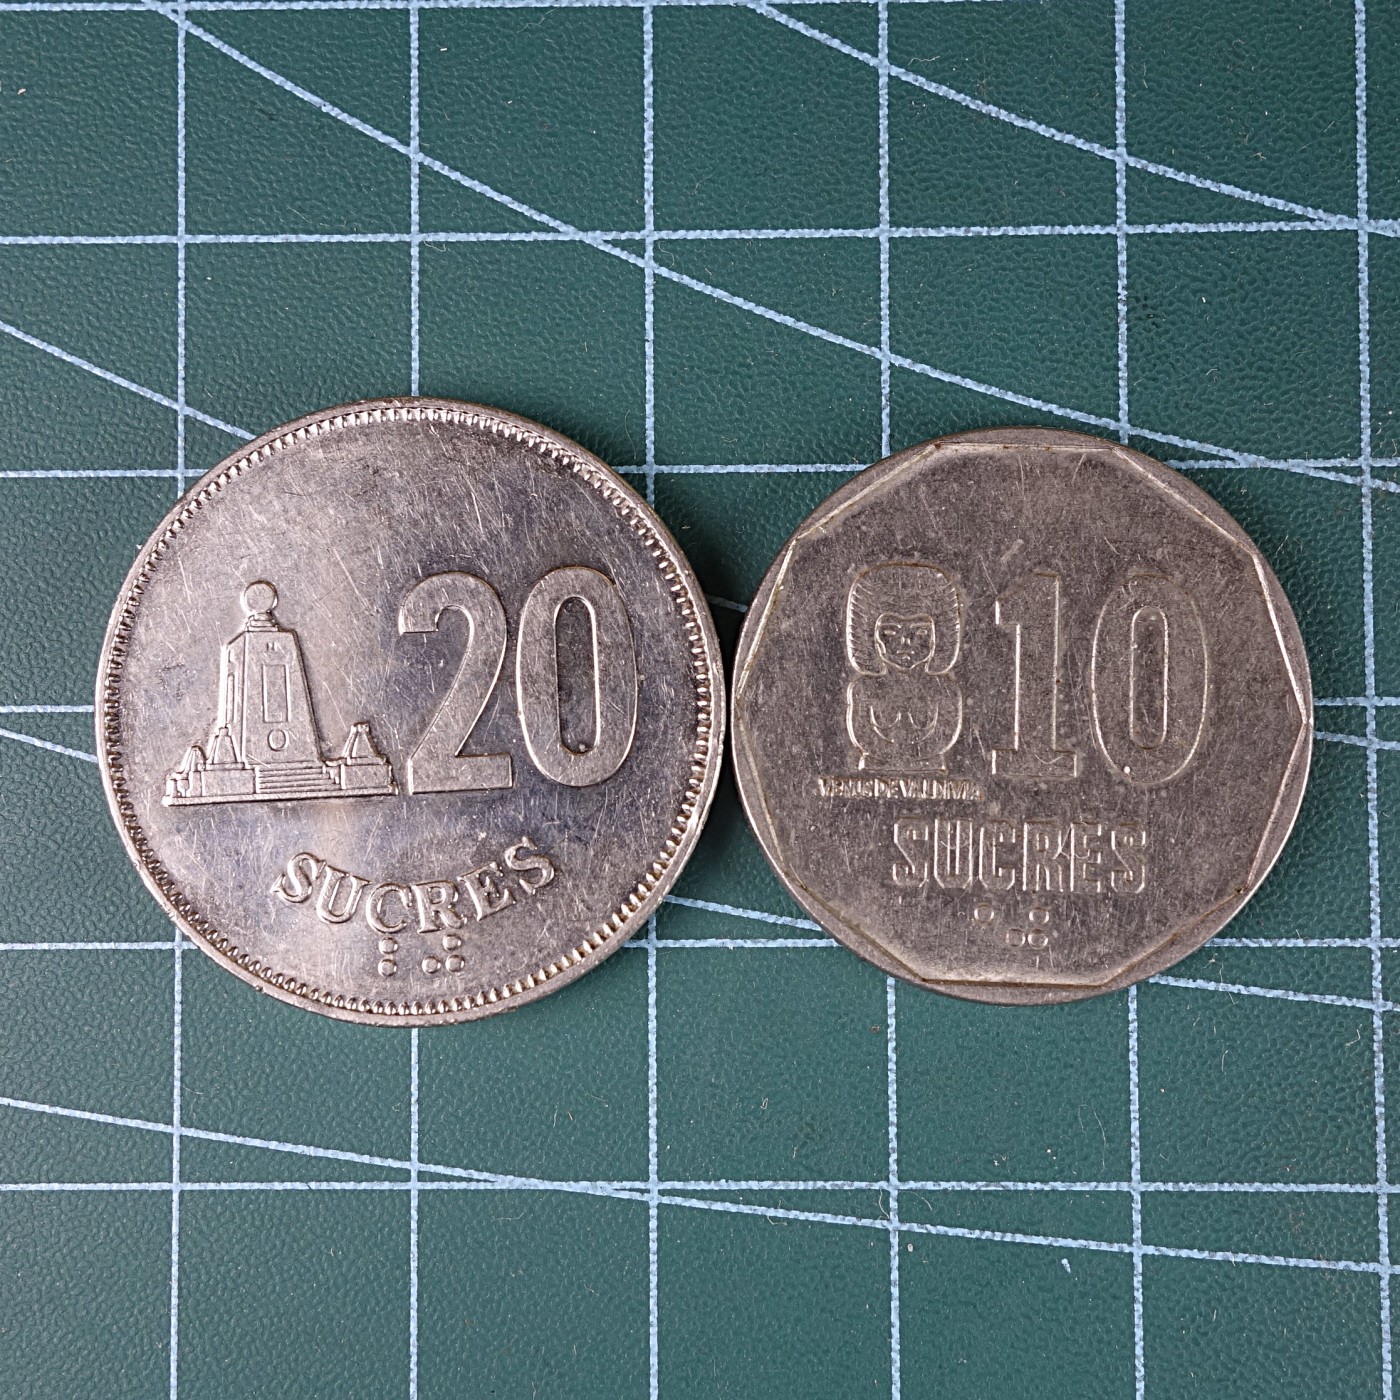 20
SUCRES
10
VENUS DE VALDIVIA
SUCRES